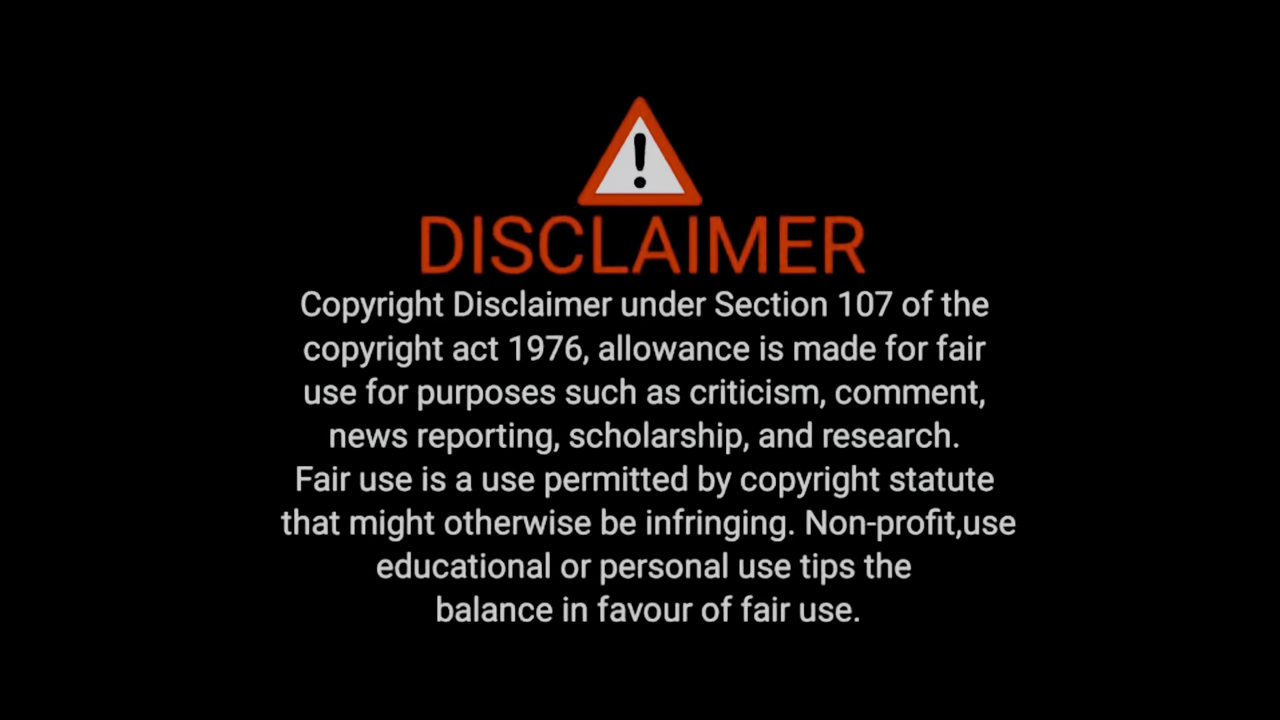 DISCLAIMER
Copyright Disclaimer under Section 107 of the
copyright act 1976, allowance is made for fair
use for purposes such as criticism, comment,
news reporting, scholarship, and research.
Fair use is a use permitted by copyright statute
that might otherwise be infringing. Non-profit,use
educational or personal use tips the
balance in favour of fair use.